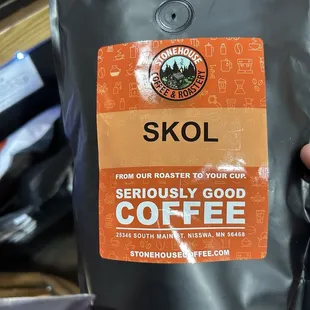 STONEHOUSE
COFFEE & ROASTERY
SKOL
FROM OUR ROASTER TO YOUR CUP.
SERIOUSLY GOOD
COFFEE
25346 SOUTH MAIN ST. NISSWA, MN 56468
STONEHOUSECOFFEE.COM